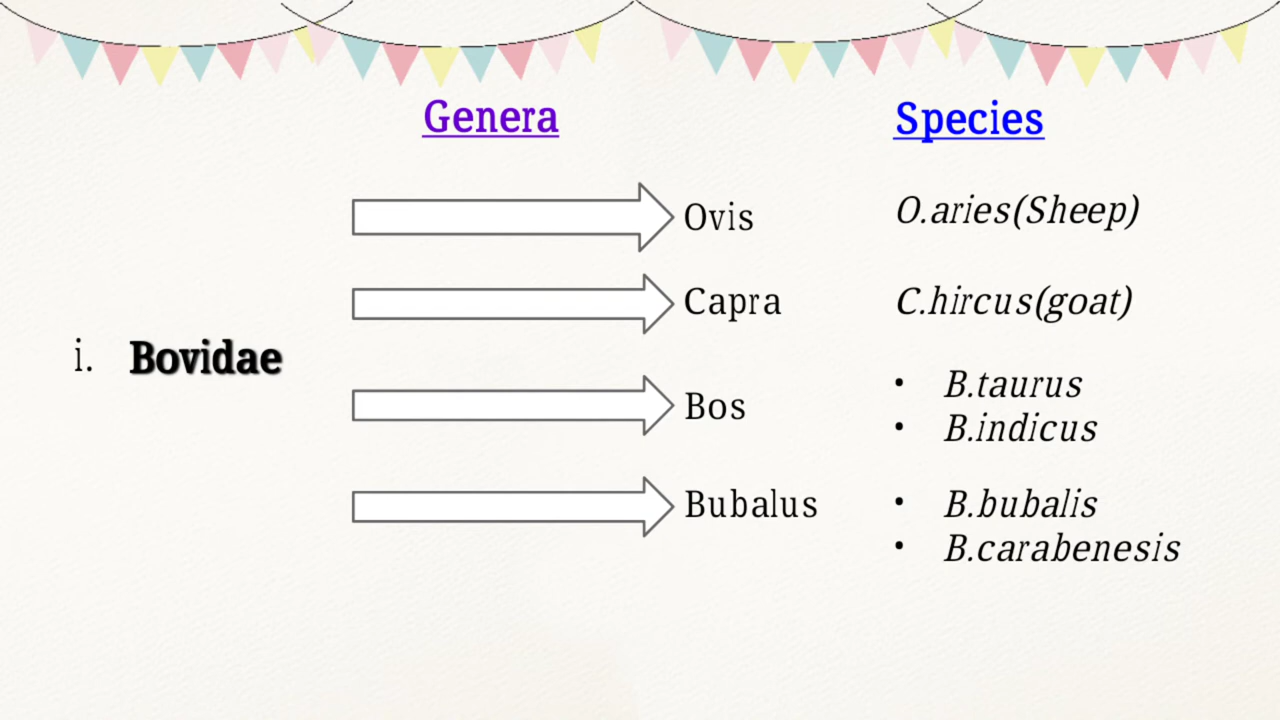 Genera Species
Ovis O.aries(Sheep)
Capra C.hircus(goat)
i. Bovidae
Bos
• B.taurus
• B.indicus
Bubalus
• B.bubalis
• B.carabenesis